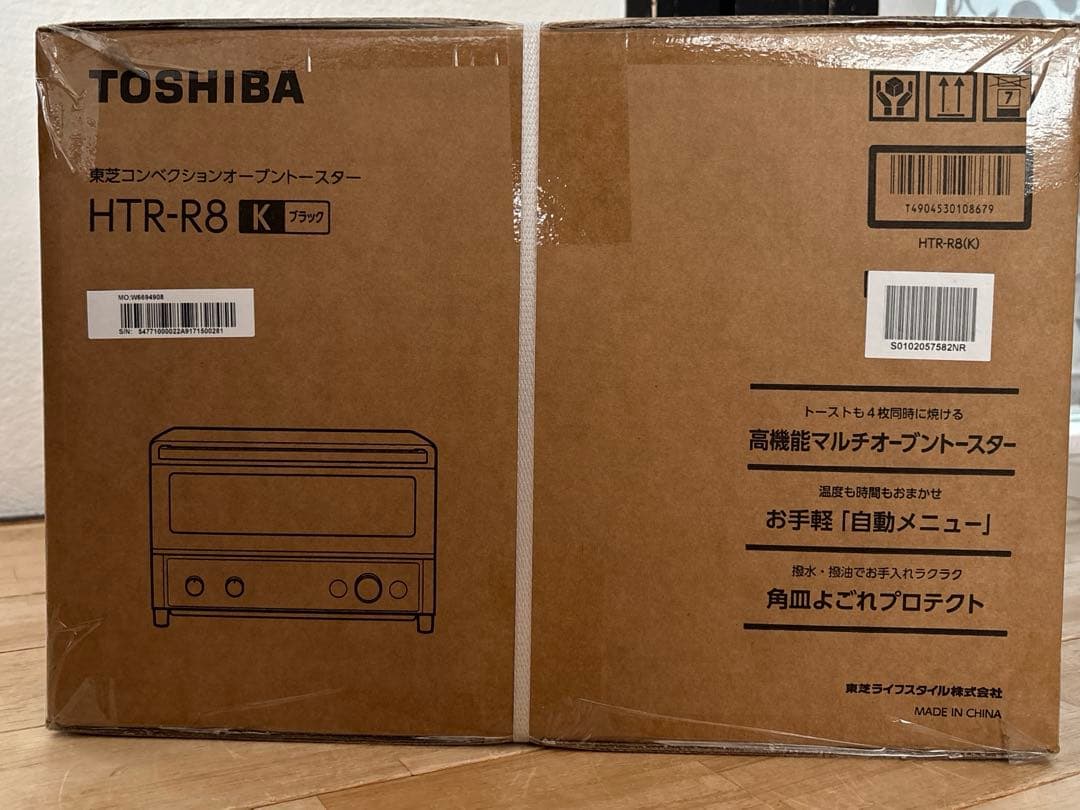 TOSHIBA
東芝コンベクションオーブントースター
HTR-R8 K ブラック
MO:W6694908
S/N: 54771000022A9171500281
7
T4904530108679
HTR-R8(K)
S0102057582NR
トーストも4枚同時に焼ける
高機能マルチオーブントースター
温度も時間もおまかせ
お手軽「自動メニュー」
撥水・撥油でお手入れラクラク
角皿よごれプロテクト
東芝ライフスタイル株式会社
MADE IN CHINA